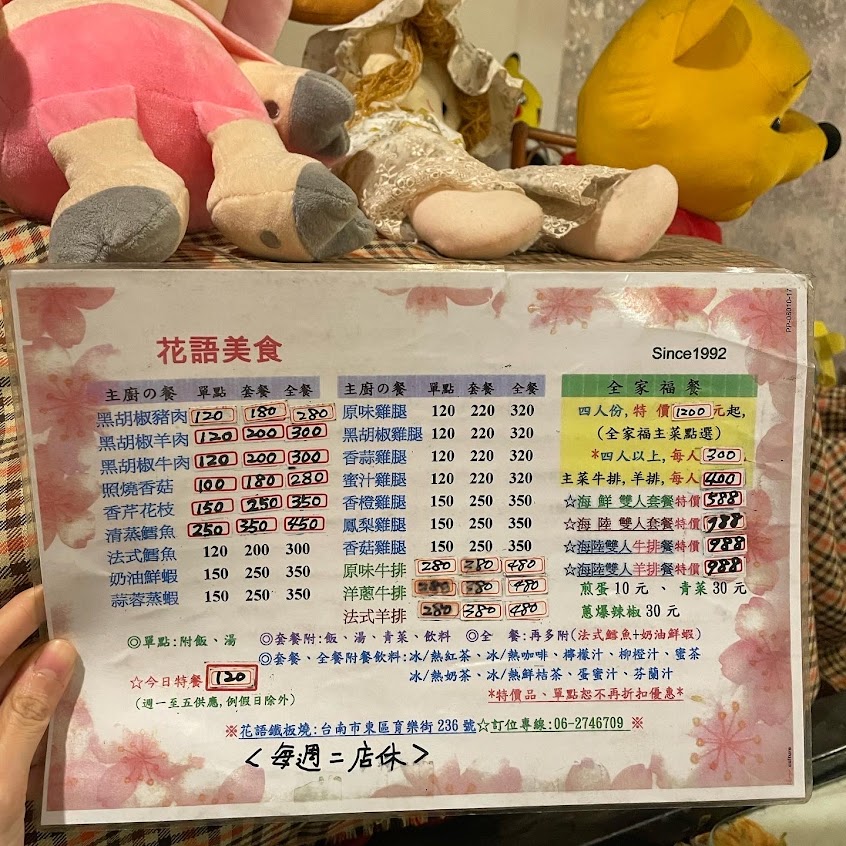 PP-08010-17
花語美食
Since1992
主廚の餐 單點 套餐 全餐
黑胡椒豬肉 120 180 280
黑胡椒羊肉 120 200 300
黑胡椒牛肉 120 200 300
照燒香菇 100 180 280
香芹花枝 150 250 350
清蒸鱈魚 250 350 450
法式鱈魚 120 200 300
奶油鮮蝦 150 250 350
蒜蓉蒸蝦 150 250 350
主廚の餐 單點 套餐 全餐
原味雞腿 120 220 320
黑胡椒雞腿 120 220 320
香蒜雞腿 120 220 320
蜜汁雞腿 120 220 320
香橙雞腿 150 250 350
鳳梨雞腿 150 250 350
香菇雞腿 150 250 350
原味牛排 280 380 480
洋蔥牛排 280 380 480
法式羊排 280 380 480
全家福餐
四人份, 特價 1200 元起,
(全家福主菜點選)
*四人以上, 每人 300.
主菜牛排, 羊排, 每人 400
☆海鮮 雙人套餐特價 588
☆海陸 雙人套餐特價 988
☆海陸雙人牛排餐特價 988
☆海陸雙人羊排餐特價 988
煎蛋 10 元、青菜 30 元
蔥爆辣椒 30 元
◎單點:附飯、湯 ◎套餐附:飯、湯、青菜、飲料 ◎全 餐:再多附(法式鱈魚+奶油鮮蝦)
◎套餐、全餐附餐飲料:冰/熱紅茶、冰/熱咖啡、檸檬汁、柳橙汁、蜜茶
冰/熱奶茶、冰/熱鮮桔茶、蛋蜜汁、芬蘭汁
☆今日特餐 120
(週一至五供應, 例假日除外)
*特價品、單點恕不再折扣優惠*
※花語鐵板燒:台南市東區育樂街 236 號☆訂位專線:06-2746709 ※
<每週二店休>